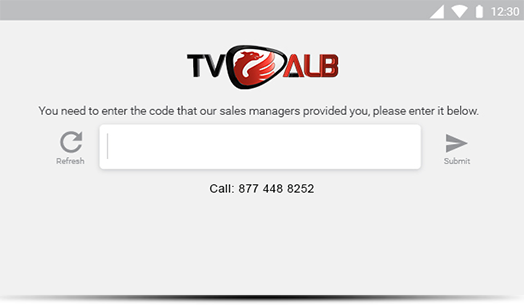 12:30
TV ALB
You need to enter the code that our sales managers provided you, please enter it below.
Refresh
Submit
Call: 877 448 8252